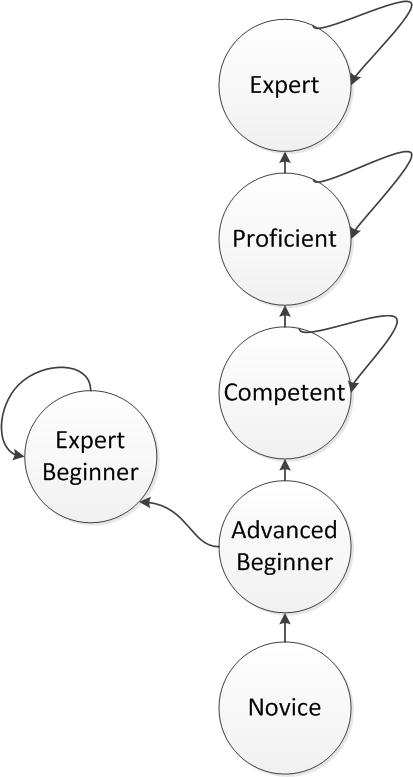 Expert
Proficient
Competent
Expert
Beginner
Advanced
Beginner
Novice